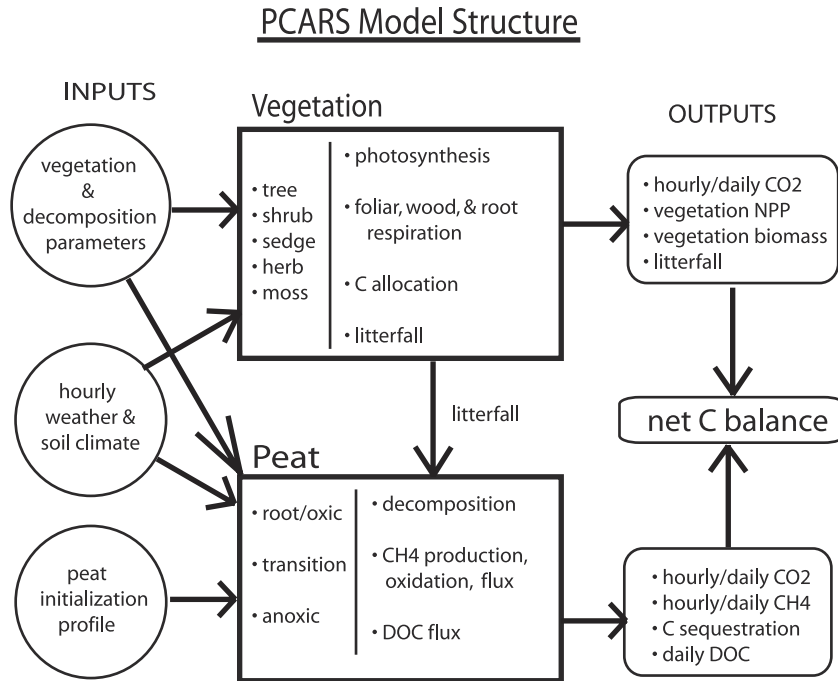 PCARS Model Structure
INPUTS
vegetation
&
decomposition
parameters
hourly
weather &
soil climate
peat
initialization
profile
Vegetation
• tree
• shrub
• sedge
• herb
• moss
• photosynthesis
• foliar, wood, & root
respiration
• C allocation
• litterfall
litterfall
Peat
• root/oxic
• transition
• anoxic
• decomposition
• CH4 production,
oxidation, flux
• DOC flux
OUTPUTS
• hourly/daily CO2
• vegetation NPP
• vegetation biomass
• litterfall
net C balance
• hourly/daily CO2
• hourly/daily CH4
• C sequestration
• daily DOC